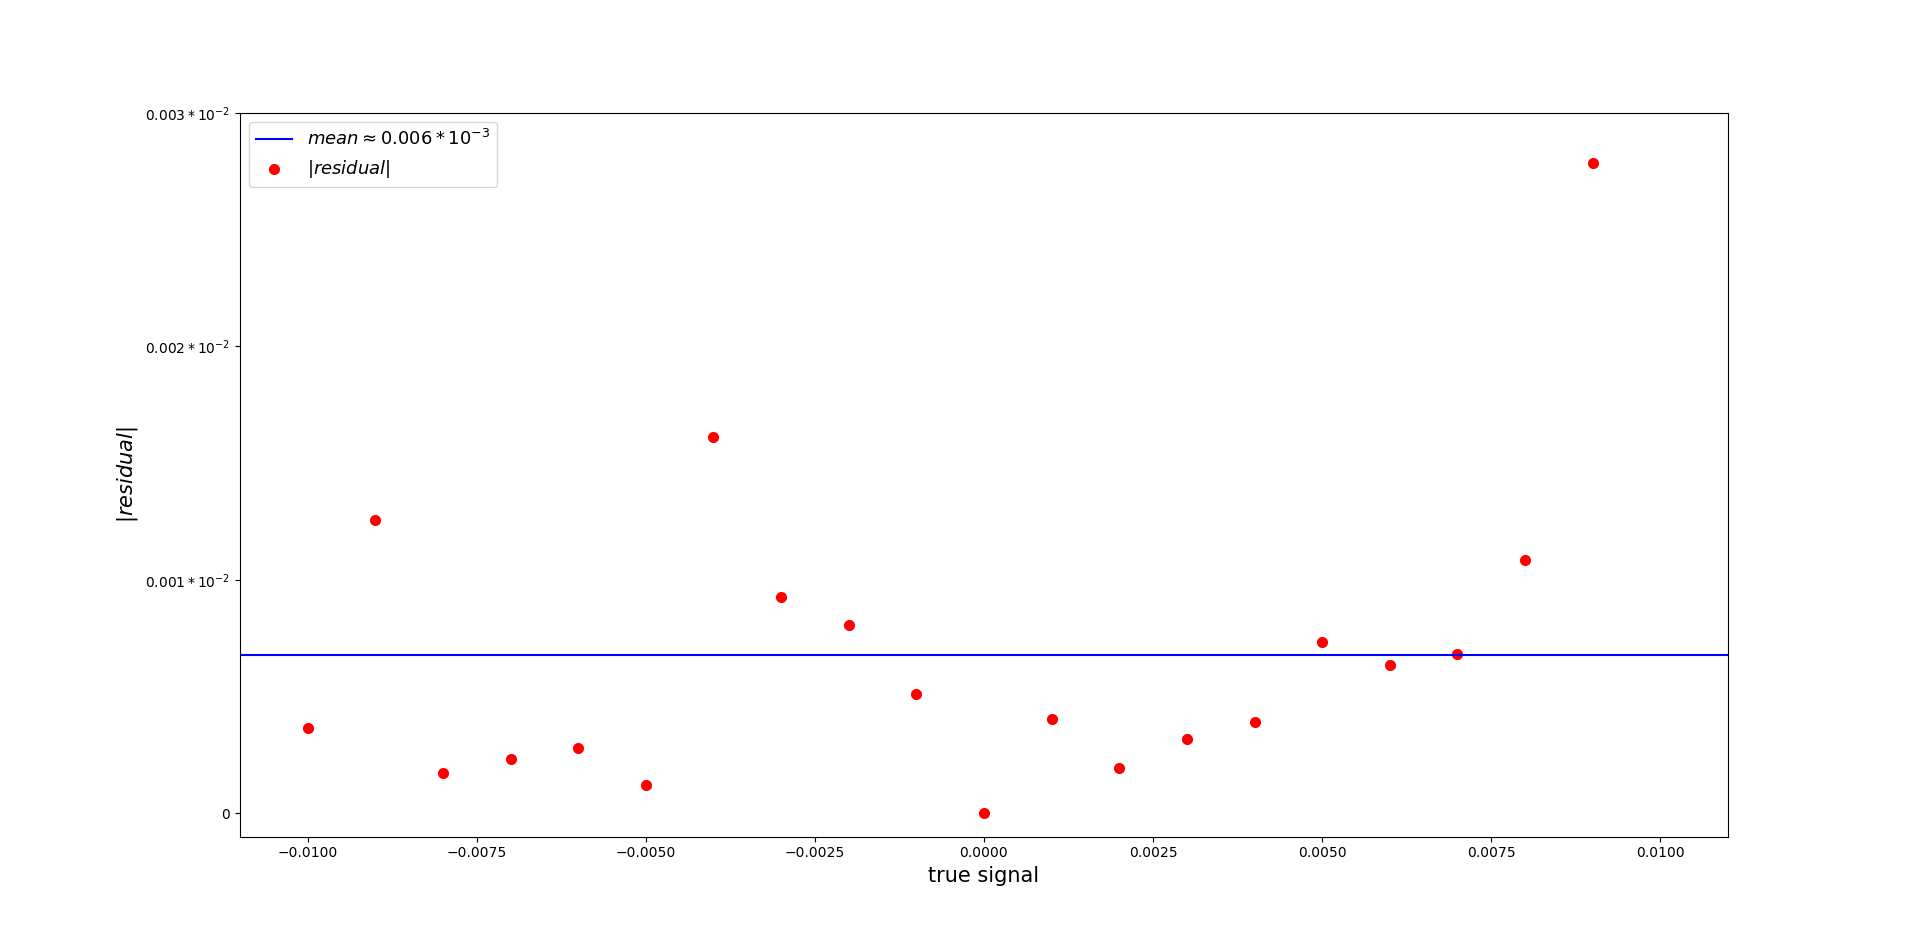 0.003 * 10⁻²
mean ≈ 0.006 * 10⁻³
|residual|
0.002 * 10⁻²
|residual|
0.001 * 10⁻²
0
−0.0100 −0.0075 −0.0050 −0.0025 0.0000 0.0025 0.0050 0.0075 0.0100
true signal